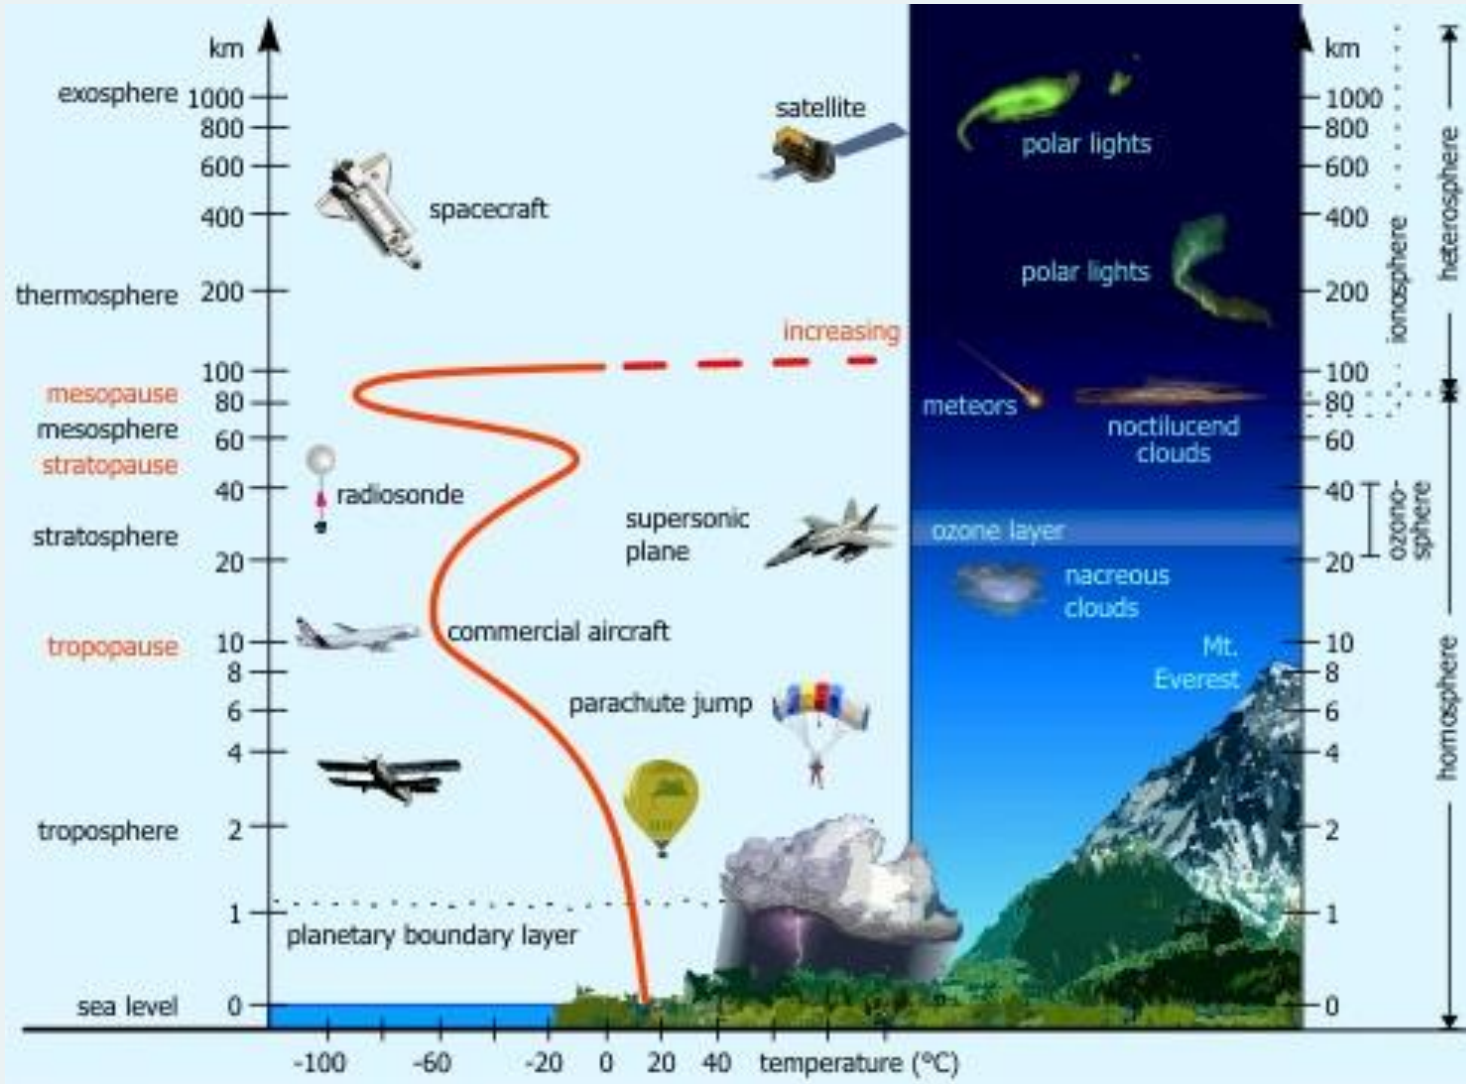 km
exosphere
1000
800
600
400
thermosphere
200
100
mesopause
80
mesosphere
60
stratopause
40
stratosphere
20
tropopause
10
8
6
4
troposphere
2
1
sea level
0
satellite
spacecraft
increasing
radiosonde
supersonic
plane
commercial aircraft
parachute jump
planetary boundary layer
-100
-60
-20
0
20
40
temperature (°C)
polar lights
polar lights
meteors
noctilucend
clouds
ozone layer
nacreous
clouds
Mt.
Everest
km
1000
800
600
400
200
100
80
60
40
20
10
8
6
4
2
1
0
ionosphere
ozono-
sphere
heterosphere
homosphere